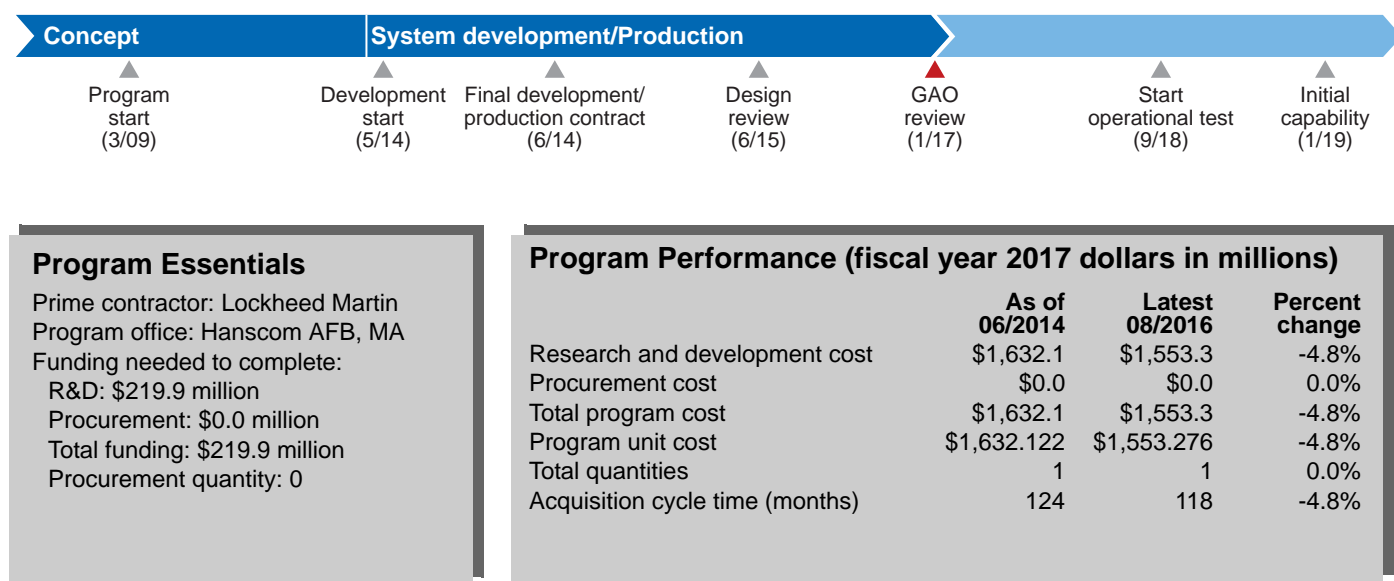 Concept
System development/Production
Program
start
(3/09)
Development
start
(5/14)
Final development/
production contract
(6/14)
Design
review
(6/15)
GAO
review
(1/17)
Start
operational test
(9/18)
Initial
capability
(1/19)
Program Essentials
Prime contractor: Lockheed Martin
Program office: Hanscom AFB, MA
Funding needed to complete:
R&D: $219.9 million
Procurement: $0.0 million
Total funding: $219.9 million
Procurement quantity: 0
Program Performance (fiscal year 2017 dollars in millions)
As of Latest Percent
06/2014 08/2016 change
Research and development cost $1,632.1 $1,553.3 -4.8%
Procurement cost $0.0 $0.0 0.0%
Total program cost $1,632.1 $1,553.3 -4.8%
Program unit cost $1,632.122 $1,553.276 -4.8%
Total quantities 1 1 0.0%
Acquisition cycle time (months) 124 118 -4.8%